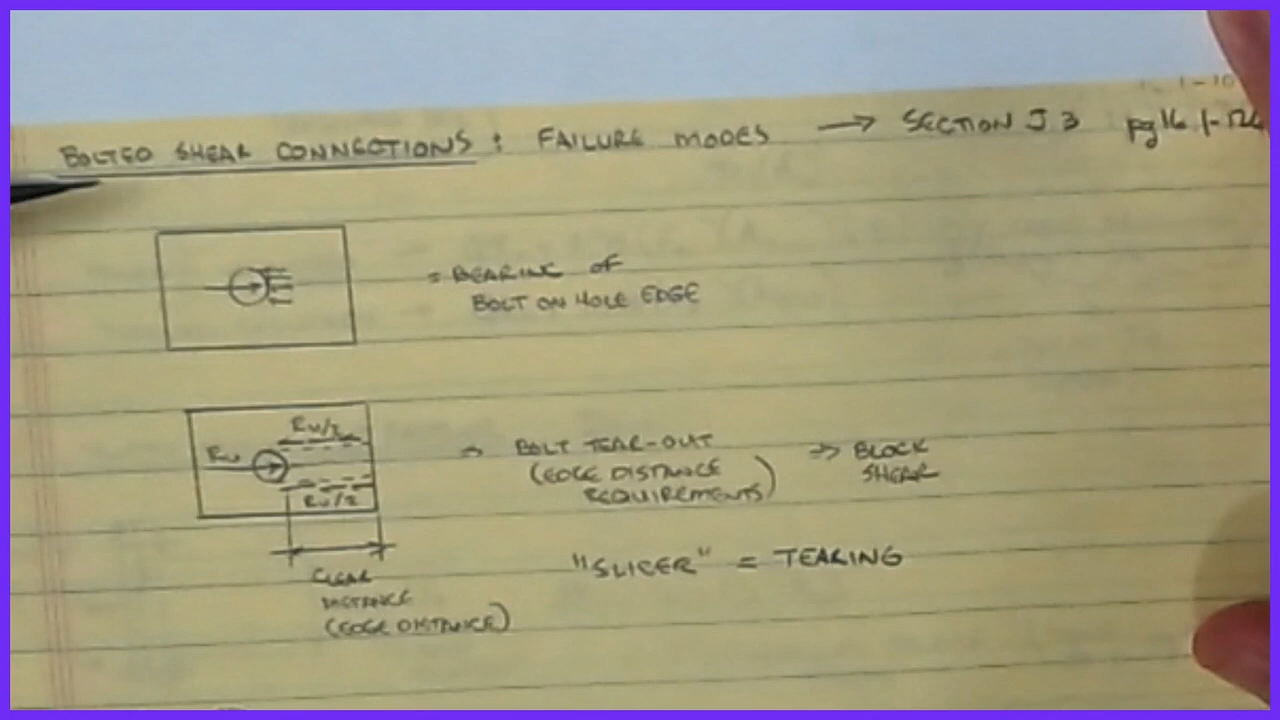 BOLTED SHEAR CONNECTIONS : FAILURE MODES → SECTION J3 pg 16.1-124
= BEARING OF
BOLT ON HOLE EDGE
Ru/2
Ru
Ru/2
⇒ BOLT TEAR-OUT
(EDGE DISTANCE
REQUIREMENTS)
⇒ BLOCK
SHEAR
"SLICER" = TEARING
CLEAR
DISTANCE
(EDGE DISTANCE)